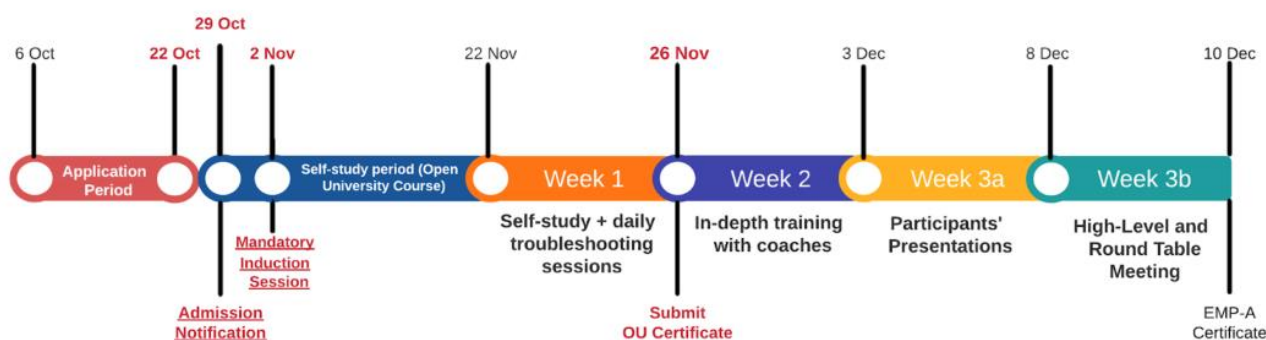 29 Oct
6 Oct
22 Oct
2 Nov
22 Nov
26 Nov
3 Dec
8 Dec
10 Dec
Application
Period
Self-study period (Open
University Course)
Week 1
Week 2
Week 3a
Week 3b
Self-study + daily
troubleshooting
sessions
In-depth training
with coaches
Participants'
Presentations
High-Level and
Round Table
Meeting
Mandatory
Induction
Session
Admission
Notification
Submit
OU Certificate
EMP-A
Certificate